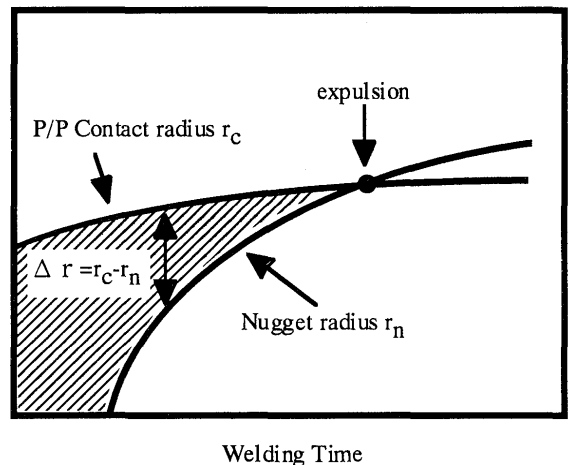 expulsion
P/P Contact radius rc
Δ r =rc-rn
Nugget radius rn
Welding Time